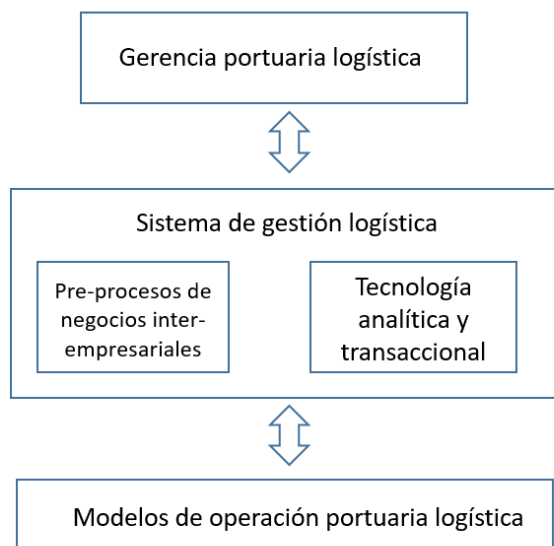 Gerencia portuaria logística
Sistema de gestión logística
Pre-procesos de
negocios inter-
empresariales
Tecnología
analítica y
transaccional
Modelos de operación portuaria logística